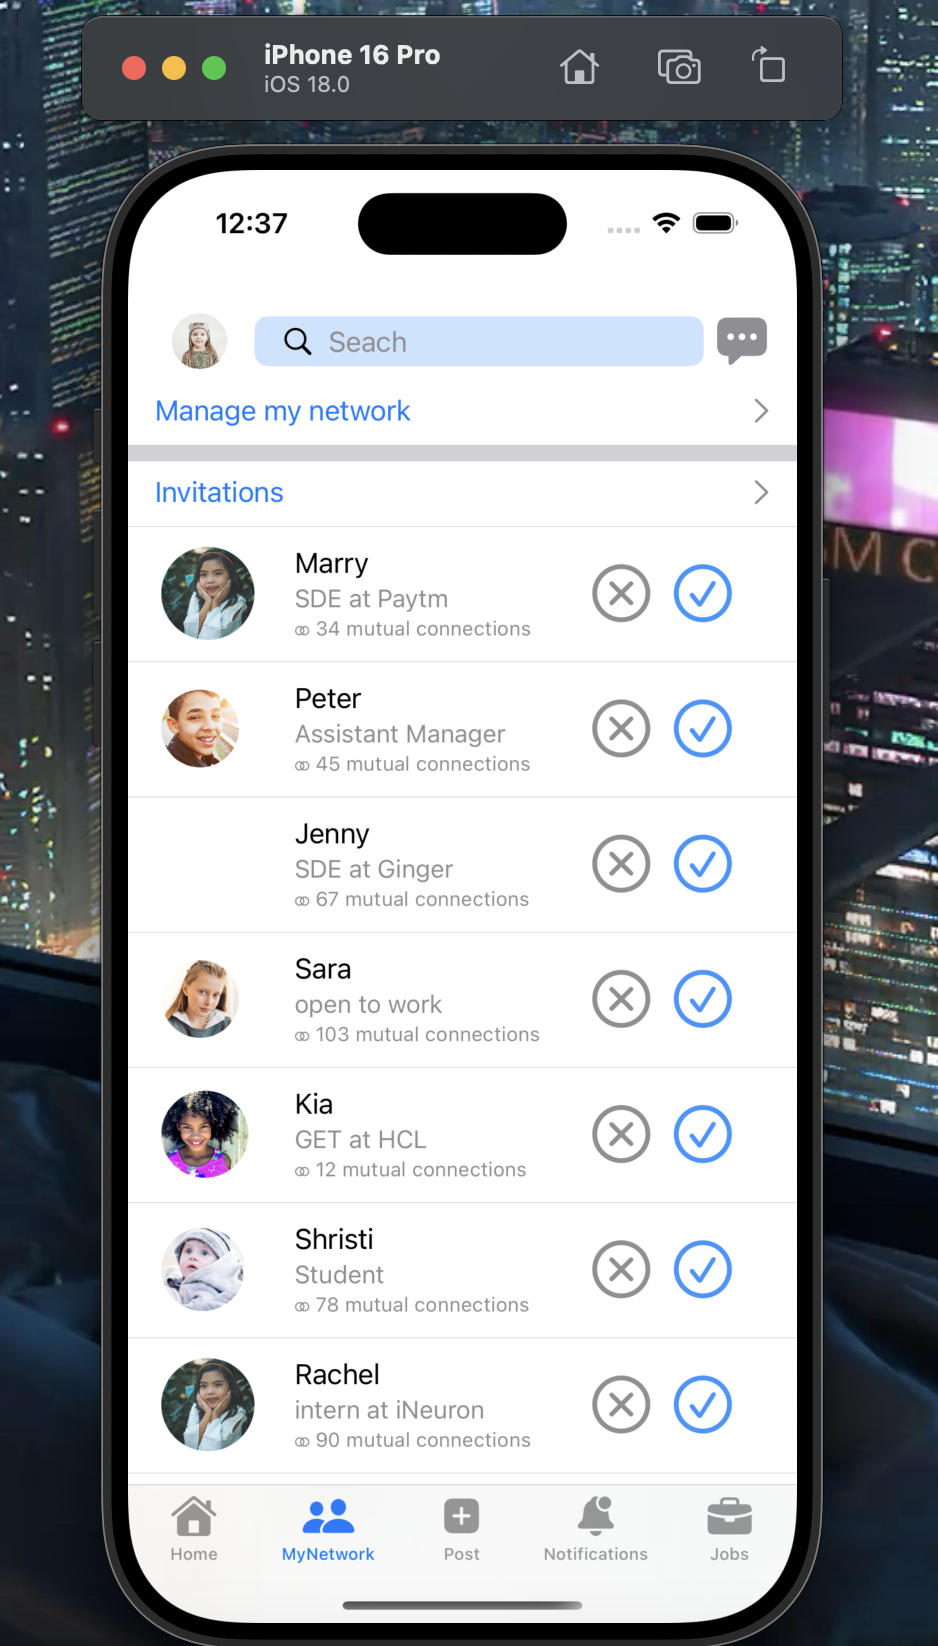 iPhone 16 Pro
iOS 18.0
12:37
Seach
Manage my network
Invitations
Marry
SDE at Paytm
34 mutual connections
Peter
Assistant Manager
45 mutual connections
Jenny
SDE at Ginger
67 mutual connections
Sara
open to work
103 mutual connections
Kia
GET at HCL
12 mutual connections
Shristi
Student
78 mutual connections
Rachel
intern at iNeuron
90 mutual connections
Home
MyNetwork
Post
Notifications
Jobs